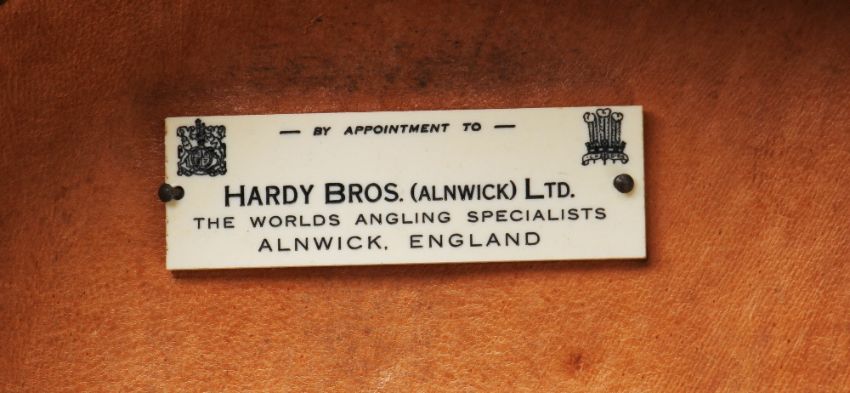 — BY APPOINTMENT TO —
HARDY BROS. (ALNWICK) LTD.
THE WORLDS ANGLING SPECIALISTS
ALNWICK, ENGLAND